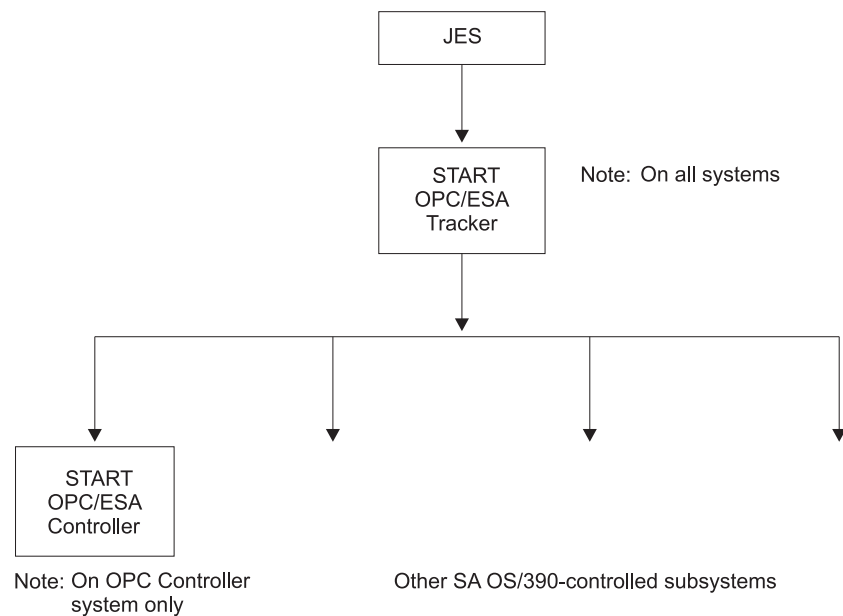 JES
START
OPC/ESA
Tracker
Note: On all systems
START
OPC/ESA
Controller
Note: On OPC Controller
system only
Other SA OS/390-controlled subsystems